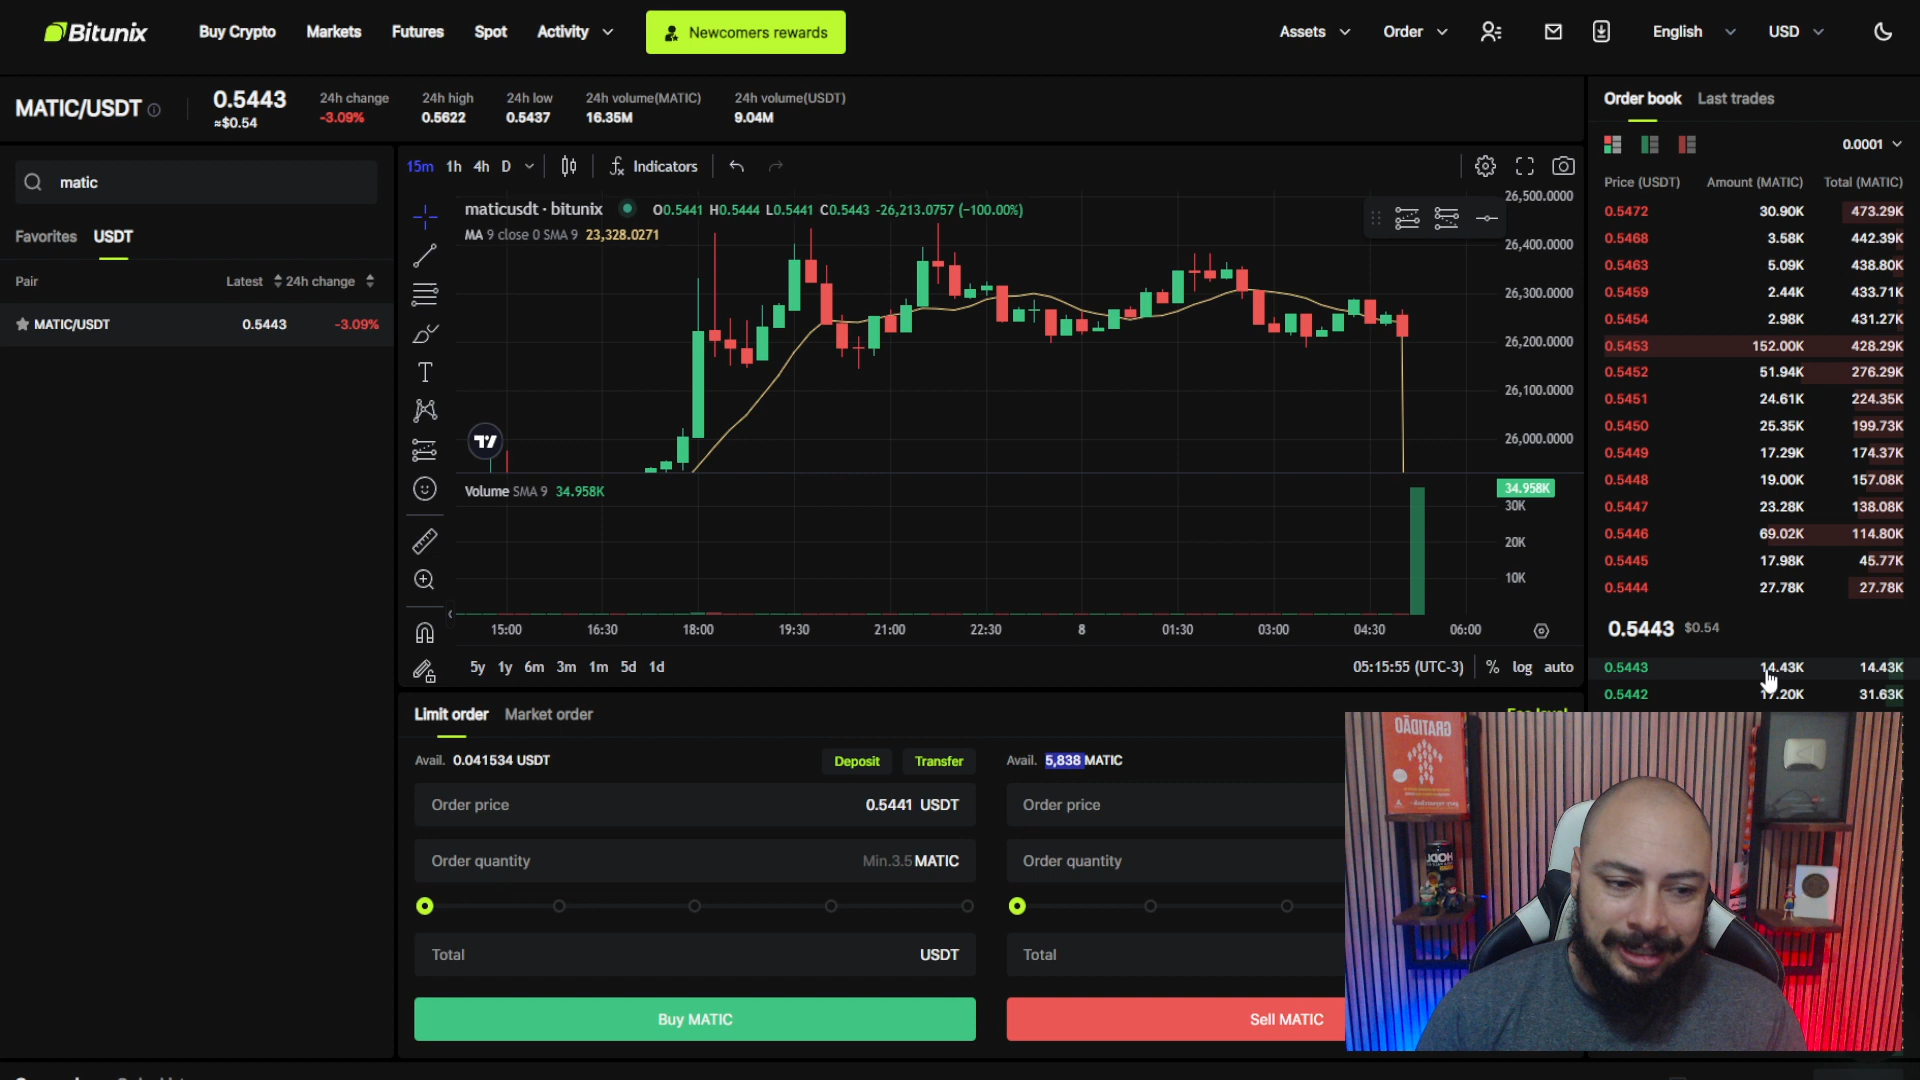 Bitunix Buy Crypto Markets Futures Spot Activity Newcomers rewards Assets Order English USD
MATIC/USDT 0.5443 ≈$0.54
24h change -3.09%
24h high 0.5622
24h low 0.5437
24h volume(MATIC) 16.35M
24h volume(USDT) 9.04M
matic
Favorites USDT
Pair Latest 24h change
MATIC/USDT 0.5443 -3.09%
15m 1h 4h D Indicators
maticusdt · bitunix O0.5441 H0.5444 L0.5441 C0.5443 -26,213.0757 (-100.00%)
MA 9 close 0 SMA 9 23,328.0271
26,500.0000
26,400.0000
26,300.0000
26,200.0000
26,100.0000
26,000.0000
Volume SMA 9 34.958K
34.958K
30K
20K
10K
15:00 16:30 18:00 19:30 21:00 22:30 8 01:30 03:00 04:30 06:00
5y 1y 6m 3m 1m 5d 1d 05:15:55 (UTC-3) % log auto
Limit order Market order
Avail. 0.041534 USDT Deposit Transfer
Order price 0.5441 USDT
Order quantity Min.3.5 MATIC
Total USDT
Buy MATIC
Avail. 5,838 MATIC
Order price
Order quantity
Total
Sell MATIC
Order book Last trades
0.0001
Price (USDT) Amount (MATIC) Total (MATIC)
0.5472 30.90K 473.29K
0.5468 3.58K 442.39K
0.5463 5.09K 438.80K
0.5459 2.44K 433.71K
0.5454 2.98K 431.27K
0.5453 152.00K 428.29K
0.5452 51.94K 276.29K
0.5451 24.61K 224.35K
0.5450 25.35K 199.73K
0.5449 17.29K 174.37K
0.5448 19.00K 157.08K
0.5447 23.28K 138.08K
0.5446 69.02K 114.80K
0.5445 17.98K 45.77K
0.5444 27.78K 27.78K
0.5443 $0.54
0.5443 14.43K 14.43K
0.5442 17.20K 31.63K
GRATIDÃO
HODL